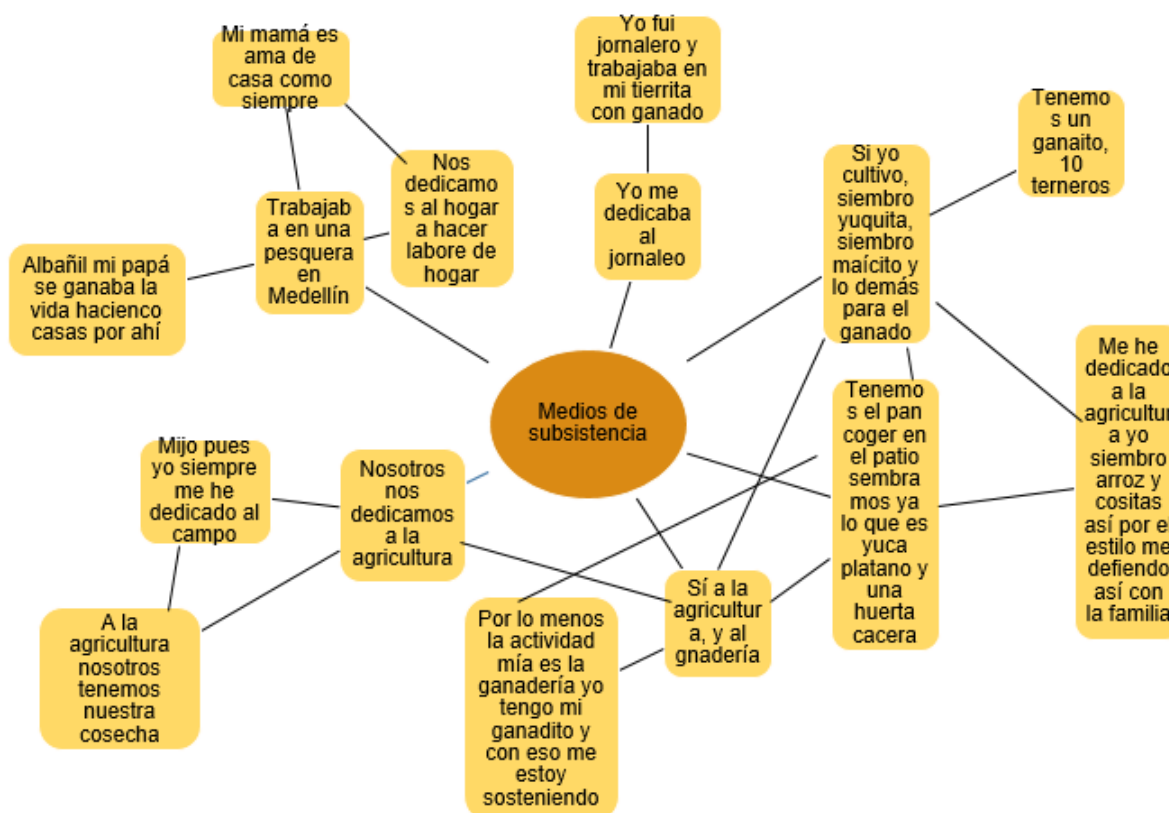 Mi mamá es
ama de
casa como
siempre
Yo fui
jornalero y
trabajaba en
mi tierrita
con ganado
Tenemo
s un
ganaito,
10
terneros
Nos
dedicamo
s al hogar
a hacer
labore de
hogar
Si yo
cultivo,
siembro
yuquita,
siembro
maícito y
lo demás
para el
ganado
Yo me
dedicaba
al
jornaleo
Trabajab
a en una
pesquera
en
Medellín
Albañil mi papá
se ganaba la
vida hacienco
casas por ahí
Medios de
subsistencia
Me he
dedicado
a la
agricultur
a yo
siembro
arroz y
cositas
así por el
estilo me
defiendo
así con
la familia
Tenemo
s el pan
coger en
el patio
sembra
mos ya
lo que es
yuca
platano y
una
huerta
cacera
Mijo pues
yo siempre
me he
dedicado al
campo
Nosotros
nos
dedicamos
a la
agricultura
Sí a la
agricultur
a, y al
gnadería
Por lo menos
la actividad
mía es la
ganadería yo
tengo mi
ganadito y
con eso me
estoy
sosteniendo
A la
agricultura
nosotros
tenemos
nuestra
cosecha